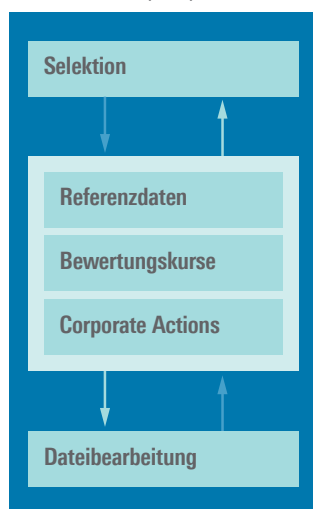 Selektion
Referenzdaten
Bewertungskurse
Corporate Actions
Dateibearbeitung